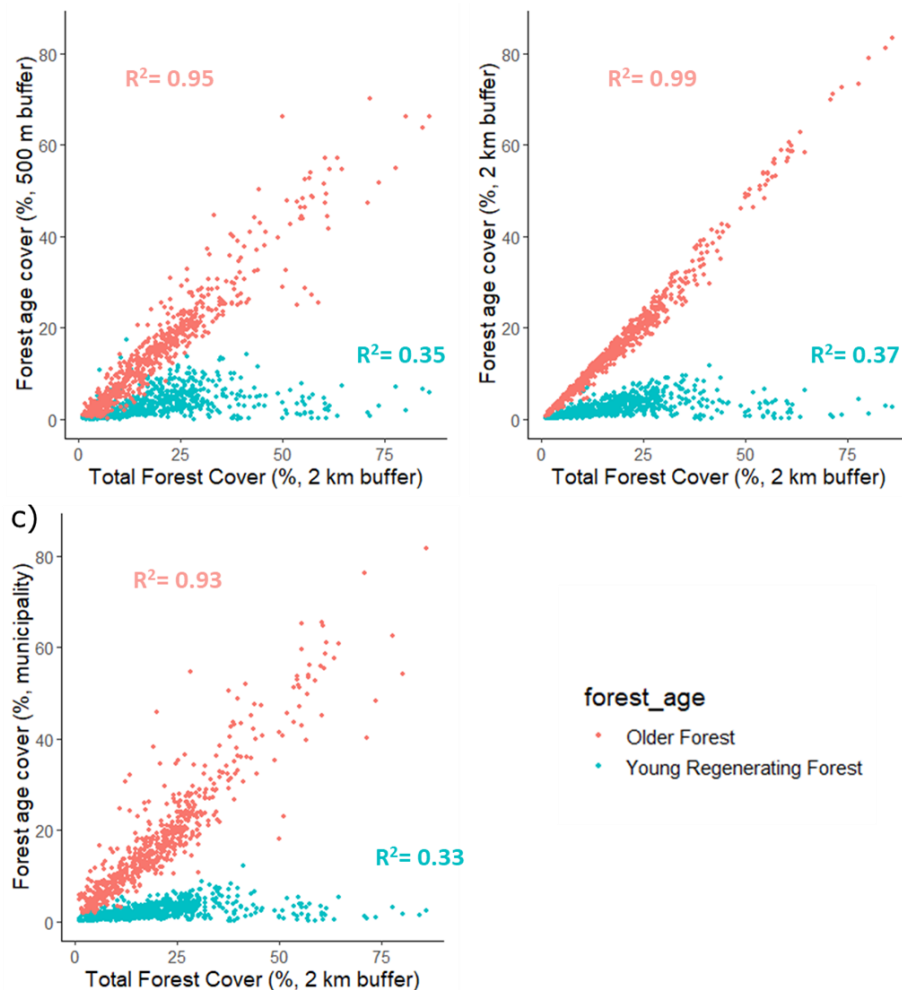 80
60
40
20
0
Forest age cover (%, 500 m buffer)
R²= 0.95
R²= 0.35
0 25 50 75
Total Forest Cover (%, 2 km buffer)
80
60
40
20
0
Forest age cover (%, 2 km buffer)
R²= 0.99
R²= 0.37
0 25 50 75
Total Forest Cover (%, 2 km buffer)
c)
80
60
40
20
0
Forest age cover (%, municipality)
R²= 0.93
R²= 0.33
0 25 50 75
Total Forest Cover (%, 2 km buffer)
forest_age
Older Forest
Young Regenerating Forest